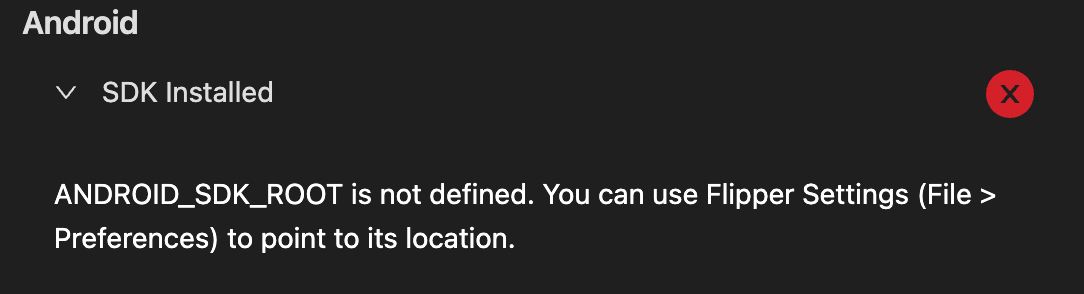 Android
SDK Installed
X
ANDROID_SDK_ROOT is not defined. You can use Flipper Settings (File >
Preferences) to point to its location.